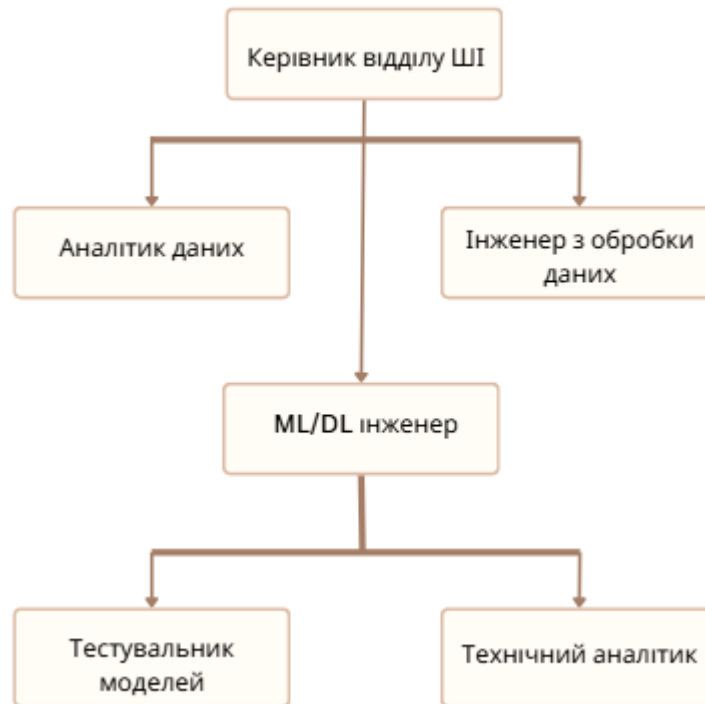 Керівник відділу ШІ
Аналітик даних
Інженер з обробки
даних
ML/DL інженер
Тестувальник
моделей
Технічний аналітик